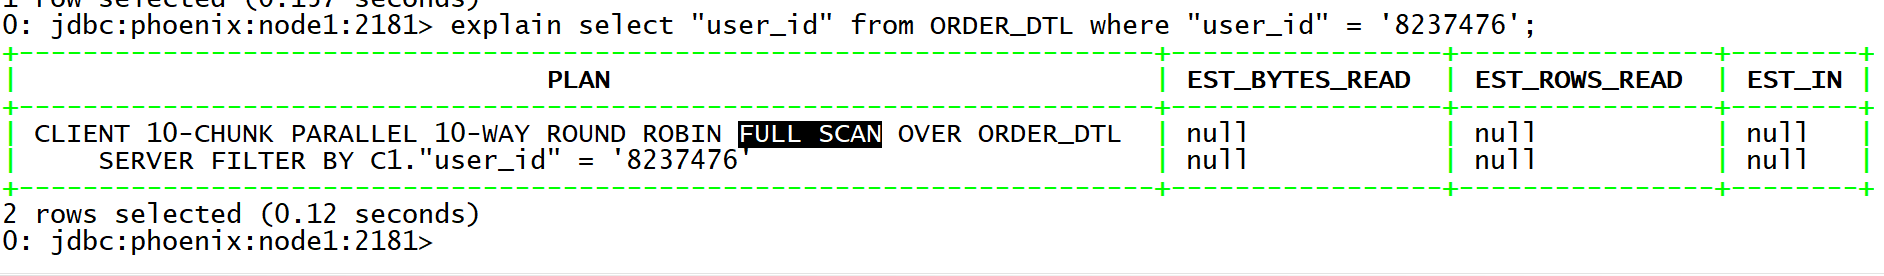 1 row selected (0.157 seconds)
0: jdbc:phoenix:node1:2181> explain select "user_id" from ORDER_DTL where "user_id" = '8237476';
+-----------------------------------------------------------------------+-----------------+----------------+--------+
| PLAN | EST_BYTES_READ | EST_ROWS_READ | EST_IN |
+-----------------------------------------------------------------------+-----------------+----------------+--------+
| CLIENT 10-CHUNK PARALLEL 10-WAY ROUND ROBIN FULL SCAN OVER ORDER_DTL | null | null | null |
| SERVER FILTER BY C1."user_id" = '8237476' | null | null | null |
+-----------------------------------------------------------------------+-----------------+----------------+--------+
2 rows selected (0.12 seconds)
0: jdbc:phoenix:node1:2181>